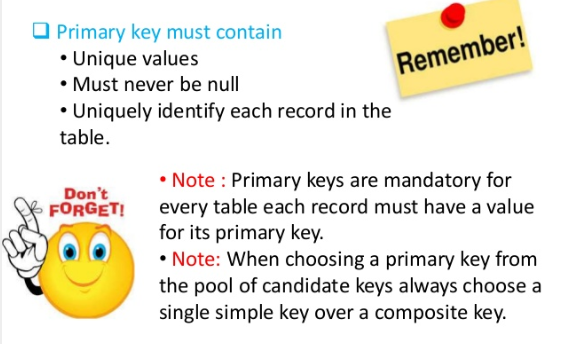 ❑ Primary key must contain
• Unique values
• Must never be null
• Uniquely identify each record in the
table.
Remember!
Don't
FORGET!
• Note : Primary keys are mandatory for
every table each record must have a value
for its primary key.
• Note: When choosing a primary key from
the pool of candidate keys always choose a
single simple key over a composite key.